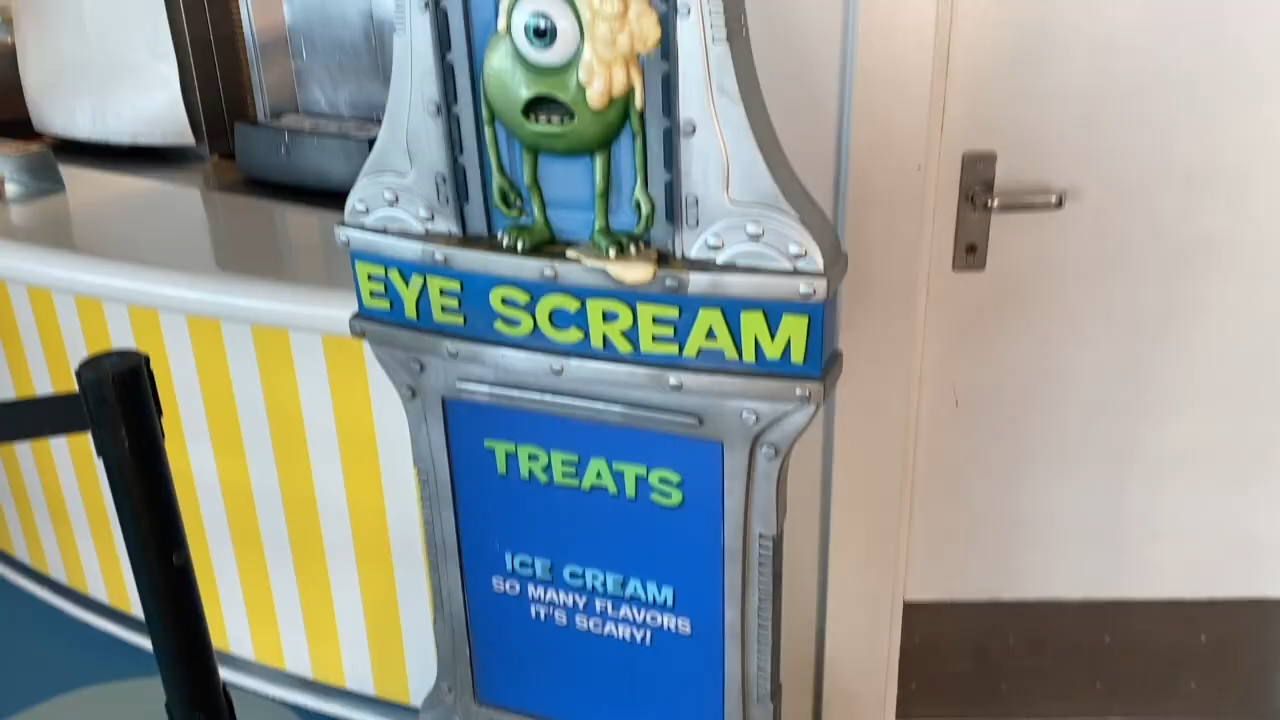 EYE SCREAM
TREATS
ICE CREAM
SO MANY FLAVORS
IT'S SCARY!